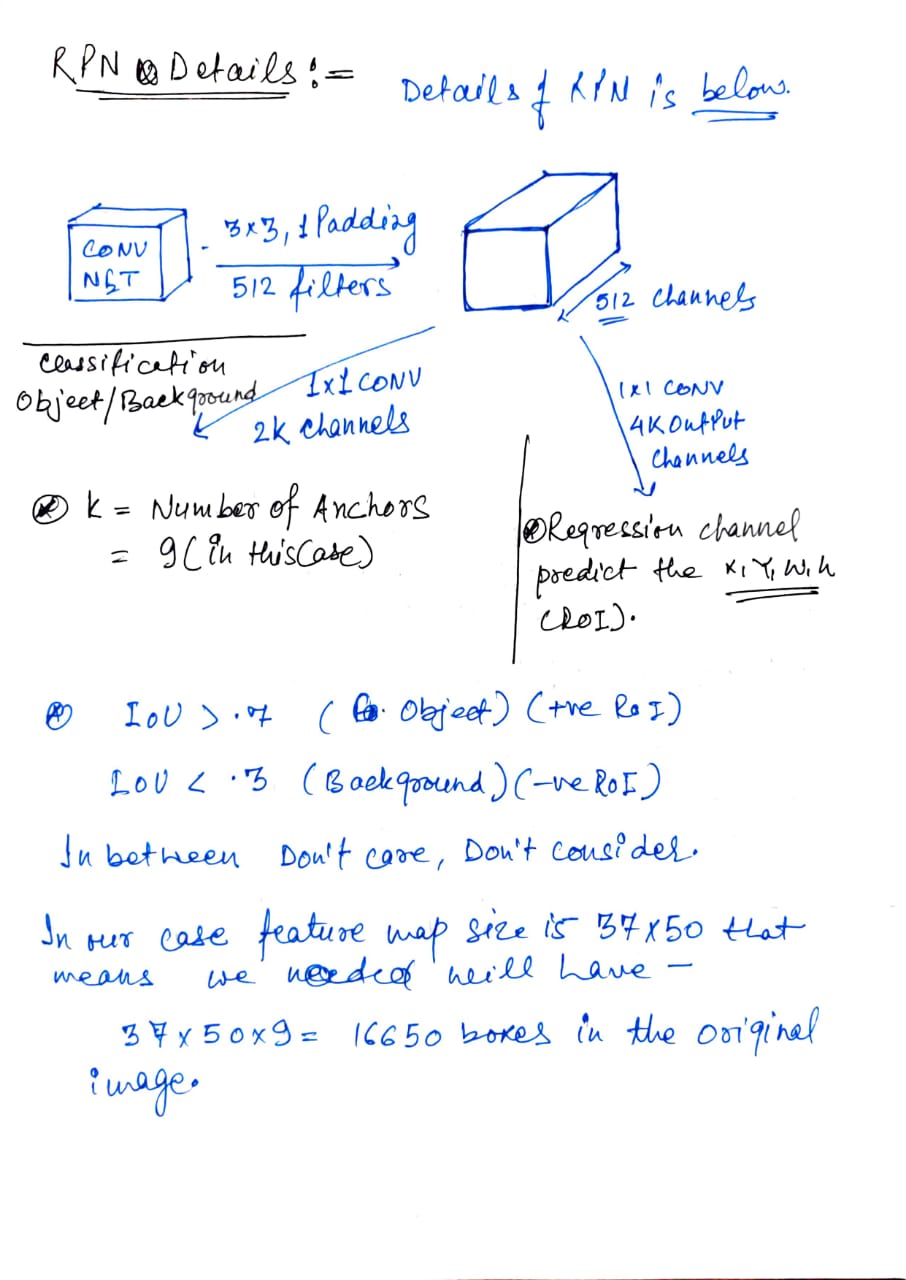 RPN Details :=
Details of RPN is below.
CONV
NET
3x3, 1 Padding
512 filters
512 channels
Classification
Object/Background
1x1 CONV
2K channels
1x1 CONV
4K OutPut
Channels
K = Number of Anchors
= 9 (in this Case)
Regression channel
predict the x, Y, W, h
(ROI).
IoU > .7 ( Object) (+ve RoI)
IoU < .3 (Background) (-ve RoI)
In between Don't care, Don't consider.
In our case feature map size is 37x50 that
means we will have -
37x50x9 = 16650 boxes in the original
image.